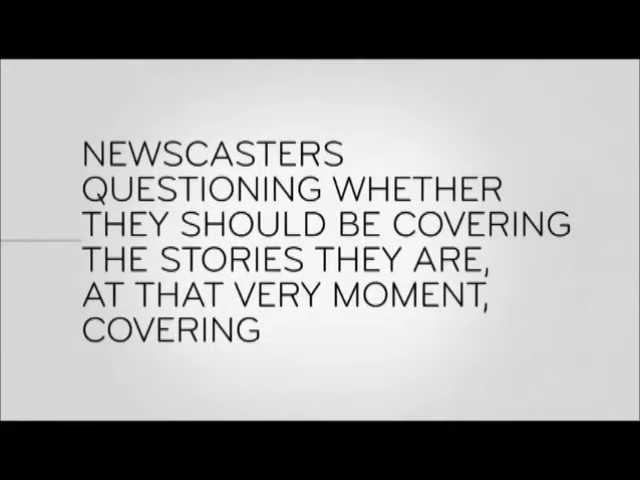 NEWSCASTERS
QUESTIONING WHETHER
THEY SHOULD BE COVERING
THE STORIES THEY ARE,
AT THAT VERY MOMENT,
COVERING